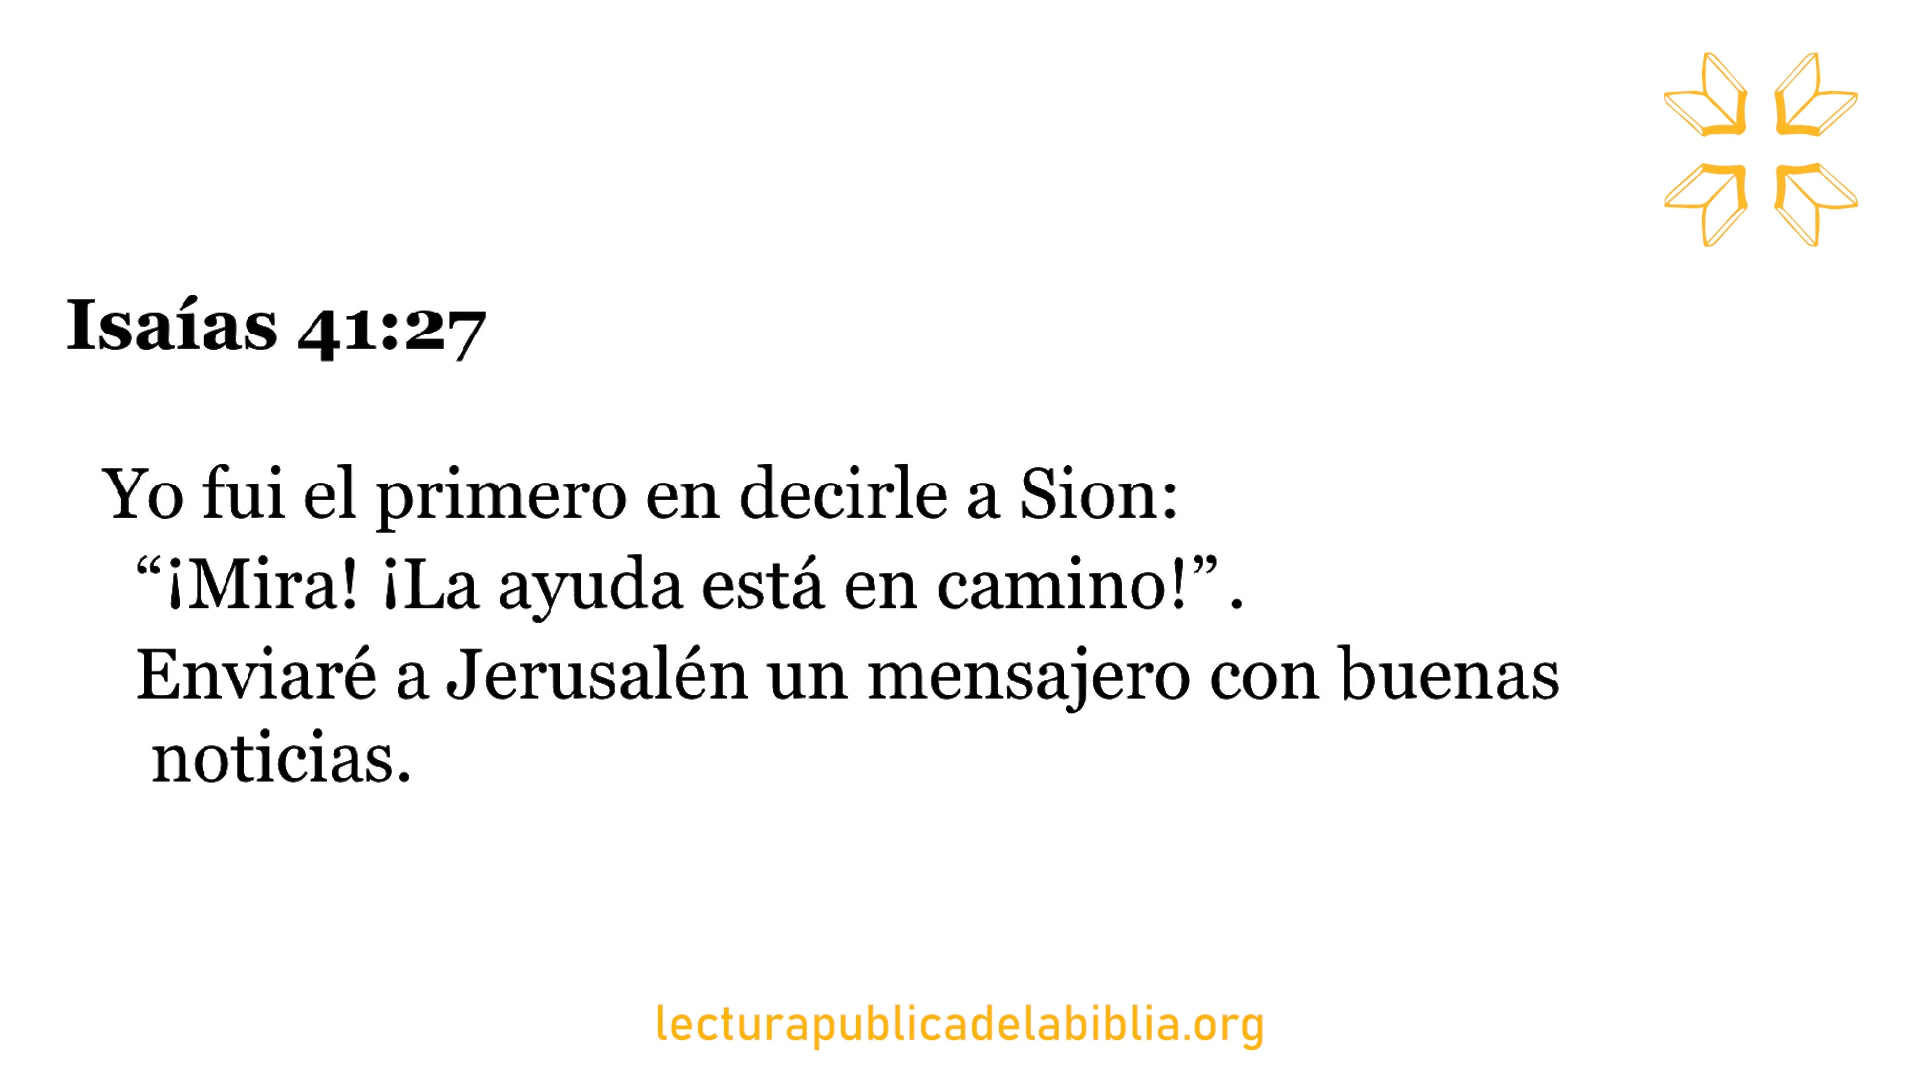 Isaías 41:27
Yo fui el primero en decirle a Sion:
“¡Mira! ¡La ayuda está en camino!” .
Enviaré a Jerusalén un mensajero con buenas
noticias.
lecturapublicadelabiblia.org